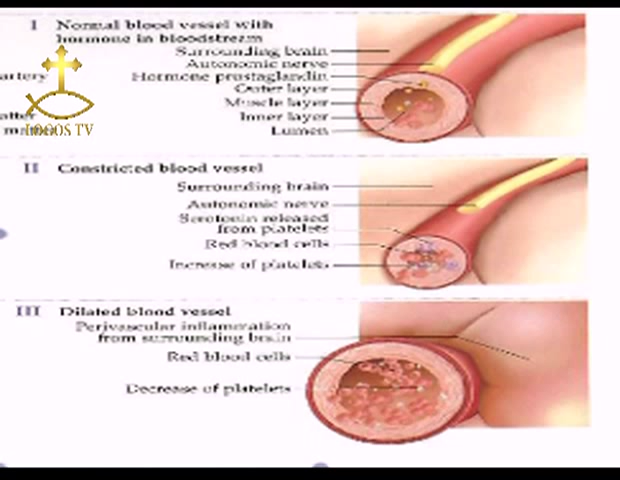 I Normal blood vessel with
hormone in bloodstream
Surrounding brain
Autonomic nerve
Hormone prostaglandin
Outer layer
Muscle layer
Inner layer
Lumen
artery
LOGOS TV
II Constricted blood vessel
Surrounding brain
Autonomic nerve
Serotonin released
from platelets
Red blood cells
Increase of platelets
III Dilated blood vessel
Perivascular inflammation
from surrounding brain
Red blood cells
Decrease of platelets